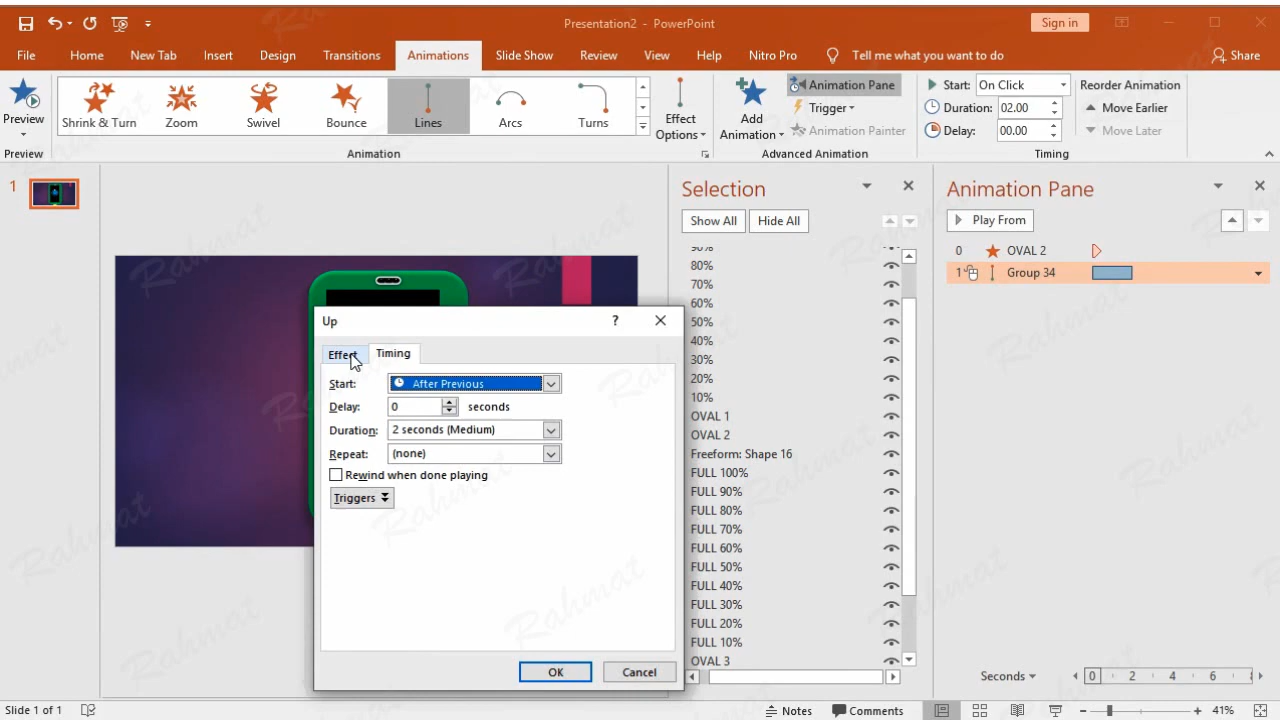 Presentation2 - PowerPoint
Sign in
File Home New Tab Insert Design Transitions Animations Slide Show Review View Help Nitro Pro Tell me what you want to do Share
Preview
Shrink & Turn Zoom Swivel Bounce Lines Arcs Turns
Effect Options
Add Animation
Animation Pane
Trigger
Animation Painter
Start: On Click
Duration: 02.00
Delay: 00.00
Reorder Animation
Move Earlier
Move Later
Preview Animation Advanced Animation Timing
1
Selection
Show All Hide All
90%
80%
70%
60%
50%
40%
30%
20%
10%
OVAL 1
OVAL 2
Freeform: Shape 16
FULL 100%
FULL 90%
FULL 80%
FULL 70%
FULL 60%
FULL 50%
FULL 40%
FULL 30%
FULL 20%
FULL 10%
OVAL 3
Animation Pane
Play From
0 OVAL 2
1 Group 34
Seconds 0 2 4 6
Up ?
Effect Timing
Start: After Previous
Delay: 0 seconds
Duration: 2 seconds (Medium)
Repeat: (none)
Rewind when done playing
Triggers
OK Cancel
Slide 1 of 1
Notes Comments 41%
Rahmat